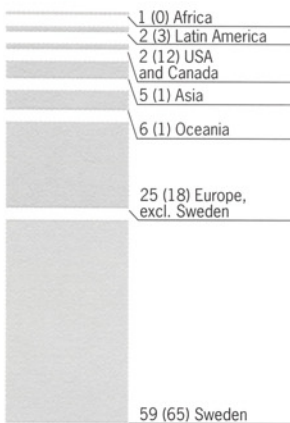 1 (0) Africa
2 (3) Latin America
2 (12) USA
and Canada
5 (1) Asia
6 (1) Oceania
25 (18) Europe,
excl. Sweden
59 (65) Sweden